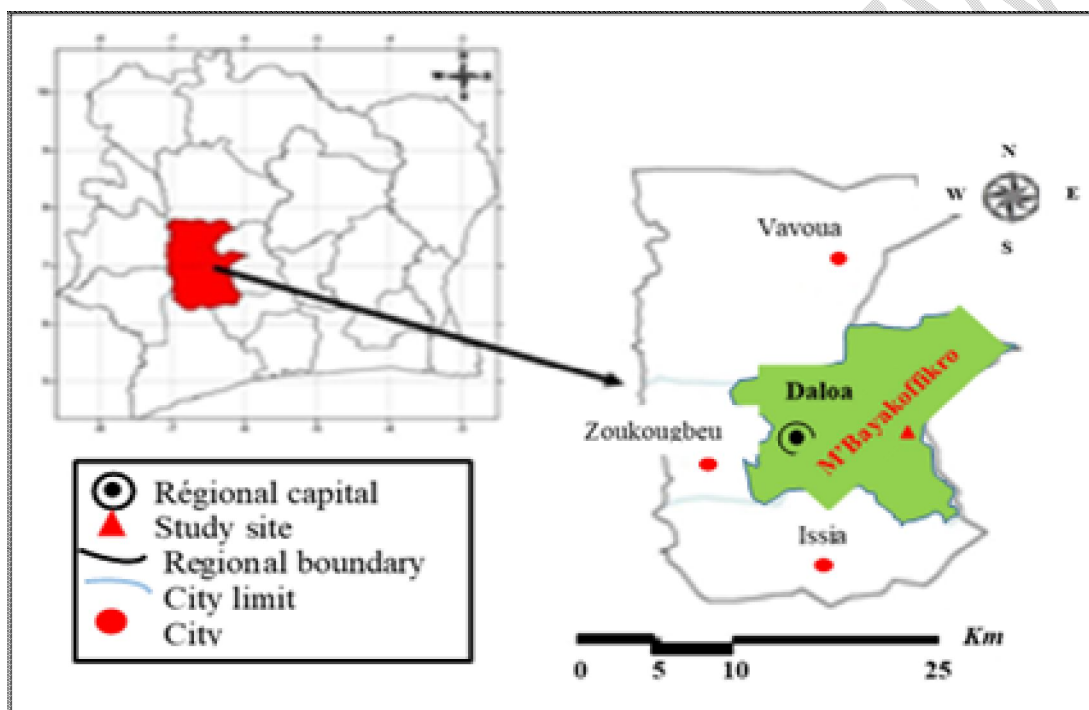 N
W E
S
Vavoua
Daloa
M'Bayakoffikro
Zoukougbeu
Issia
Régional capital
Study site
Regional boundary
City limit
City
Km
0 5 10 25